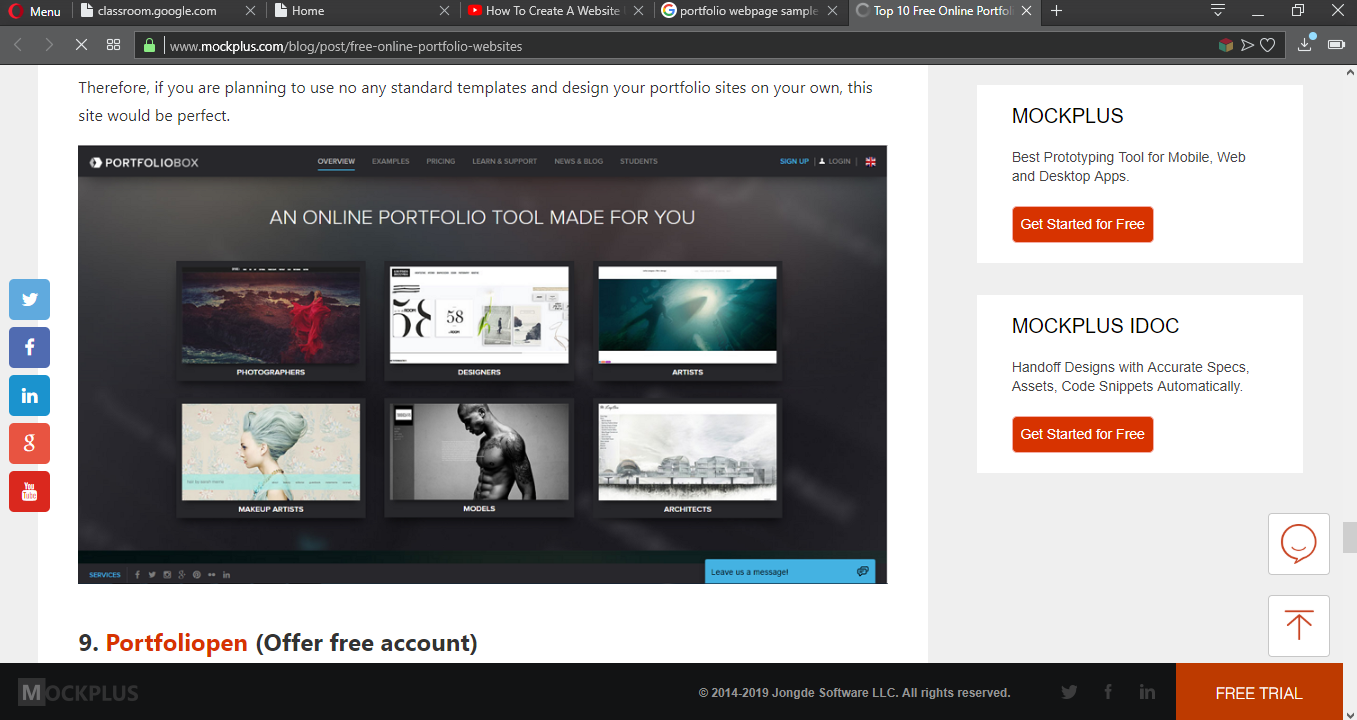 Menu
classroom.google.com
Home
How To Create A Website
portfolio webpage sample
Top 10 Free Online Portfol
www.mockplus.com/blog/post/free-online-portfolio-websites
Therefore, if you are planning to use no any standard templates and design your portfolio sites on your own, this
site would be perfect.
PORTFOLIOBOX
OVERVIEW EXAMPLES PRICING LEARN & SUPPORT NEWS & BLOG STUDENTS
SIGN UP | LOGIN |
AN ONLINE PORTFOLIO TOOL MADE FOR YOU
58
PHOTOGRAPHERS DESIGNERS ARTISTS
MAKEUP ARTISTS MODELS ARCHITECTS
SERVICES
Leave us a message!
9. Portfoliopen (Offer free account)
You
Tube
MOCKPLUS
Best Prototyping Tool for Mobile, Web
and Desktop Apps.
Get Started for Free
MOCKPLUS IDOC
Handoff Designs with Accurate Specs,
Assets, Code Snippets Automatically.
Get Started for Free
MOCKPLUS
© 2014-2019 Jongde Software LLC. All rights reserved.
FREE TRIAL